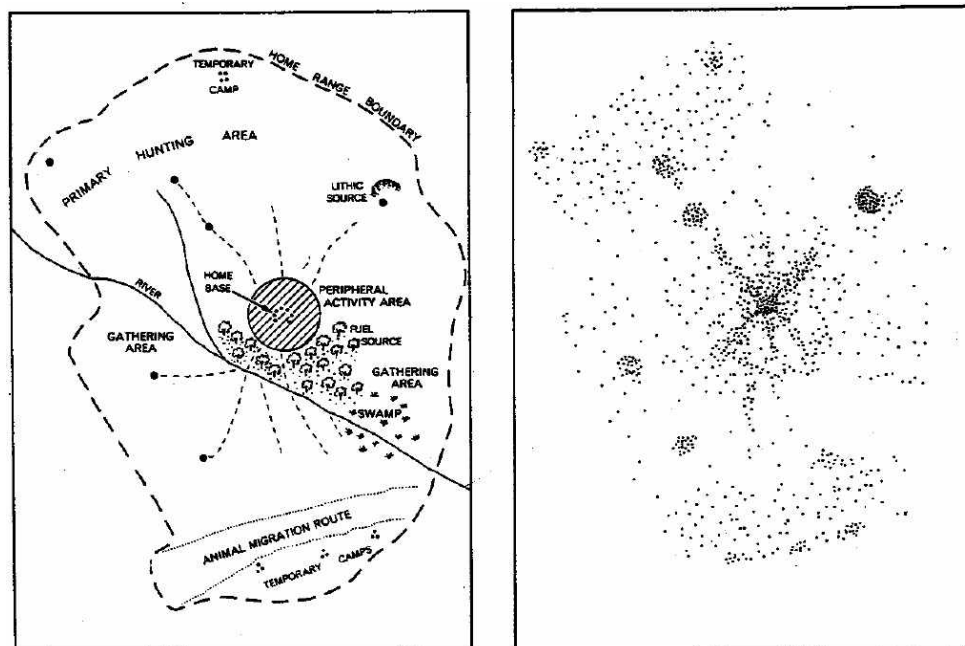 TEMPORARY
CAMP
HOME RANGE BOUNDARY
PRIMARY HUNTING AREA
LITHIC
SOURCE
RIVER
HOME
BASE
PERIPHERAL
ACTIVITY AREA
FUEL
SOURCE
GATHERING
AREA
GATHERING
AREA
SWAMP
ANIMAL MIGRATION ROUTE
TEMPORARY CAMPS